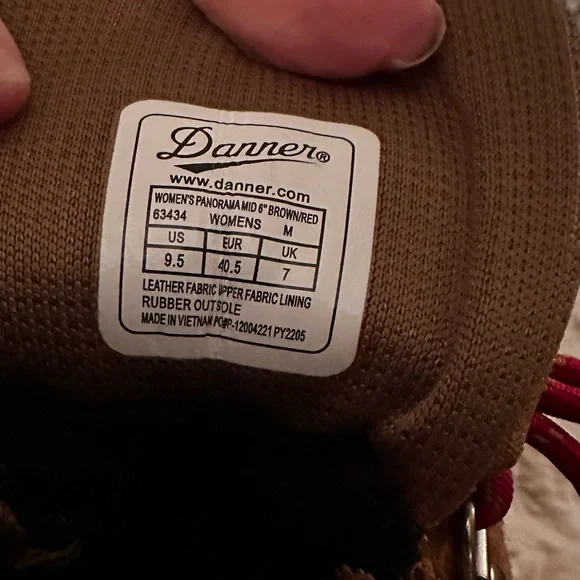 Danner®
www.danner.com
WOMEN'S PANORAMA MID 6" BROWN/RED
63434 WOMENS M
US EUR UK
9.5 40.5 7
LEATHER FABRIC UPPER FABRIC LINING
RUBBER OUTSOLE
MADE IN VIETNAM PO#P-12004221 PY2205